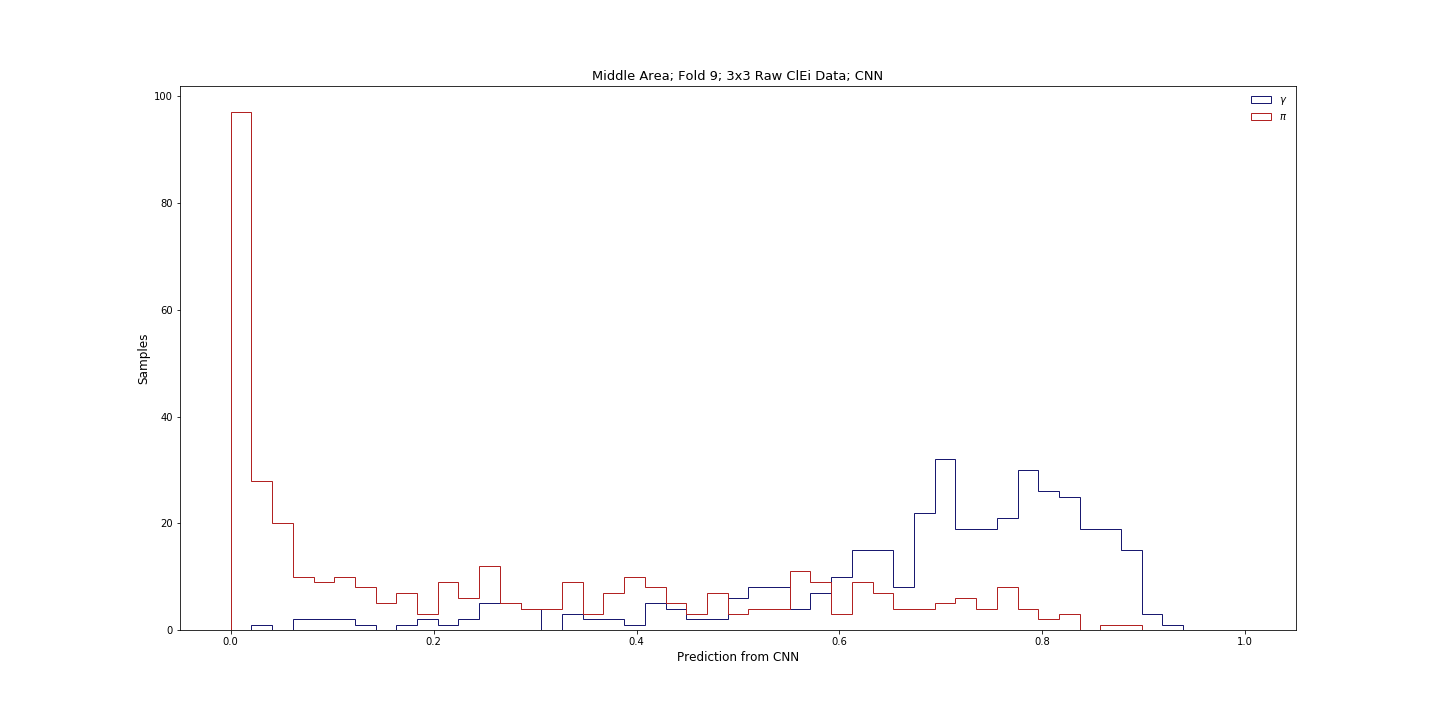 Middle Area; Fold 9; 3x3 Raw ClEi Data; CNN
γ
π
100
80
60
40
20
0
Samples
0.0 0.2 0.4 0.6 0.8 1.0
Prediction from CNN